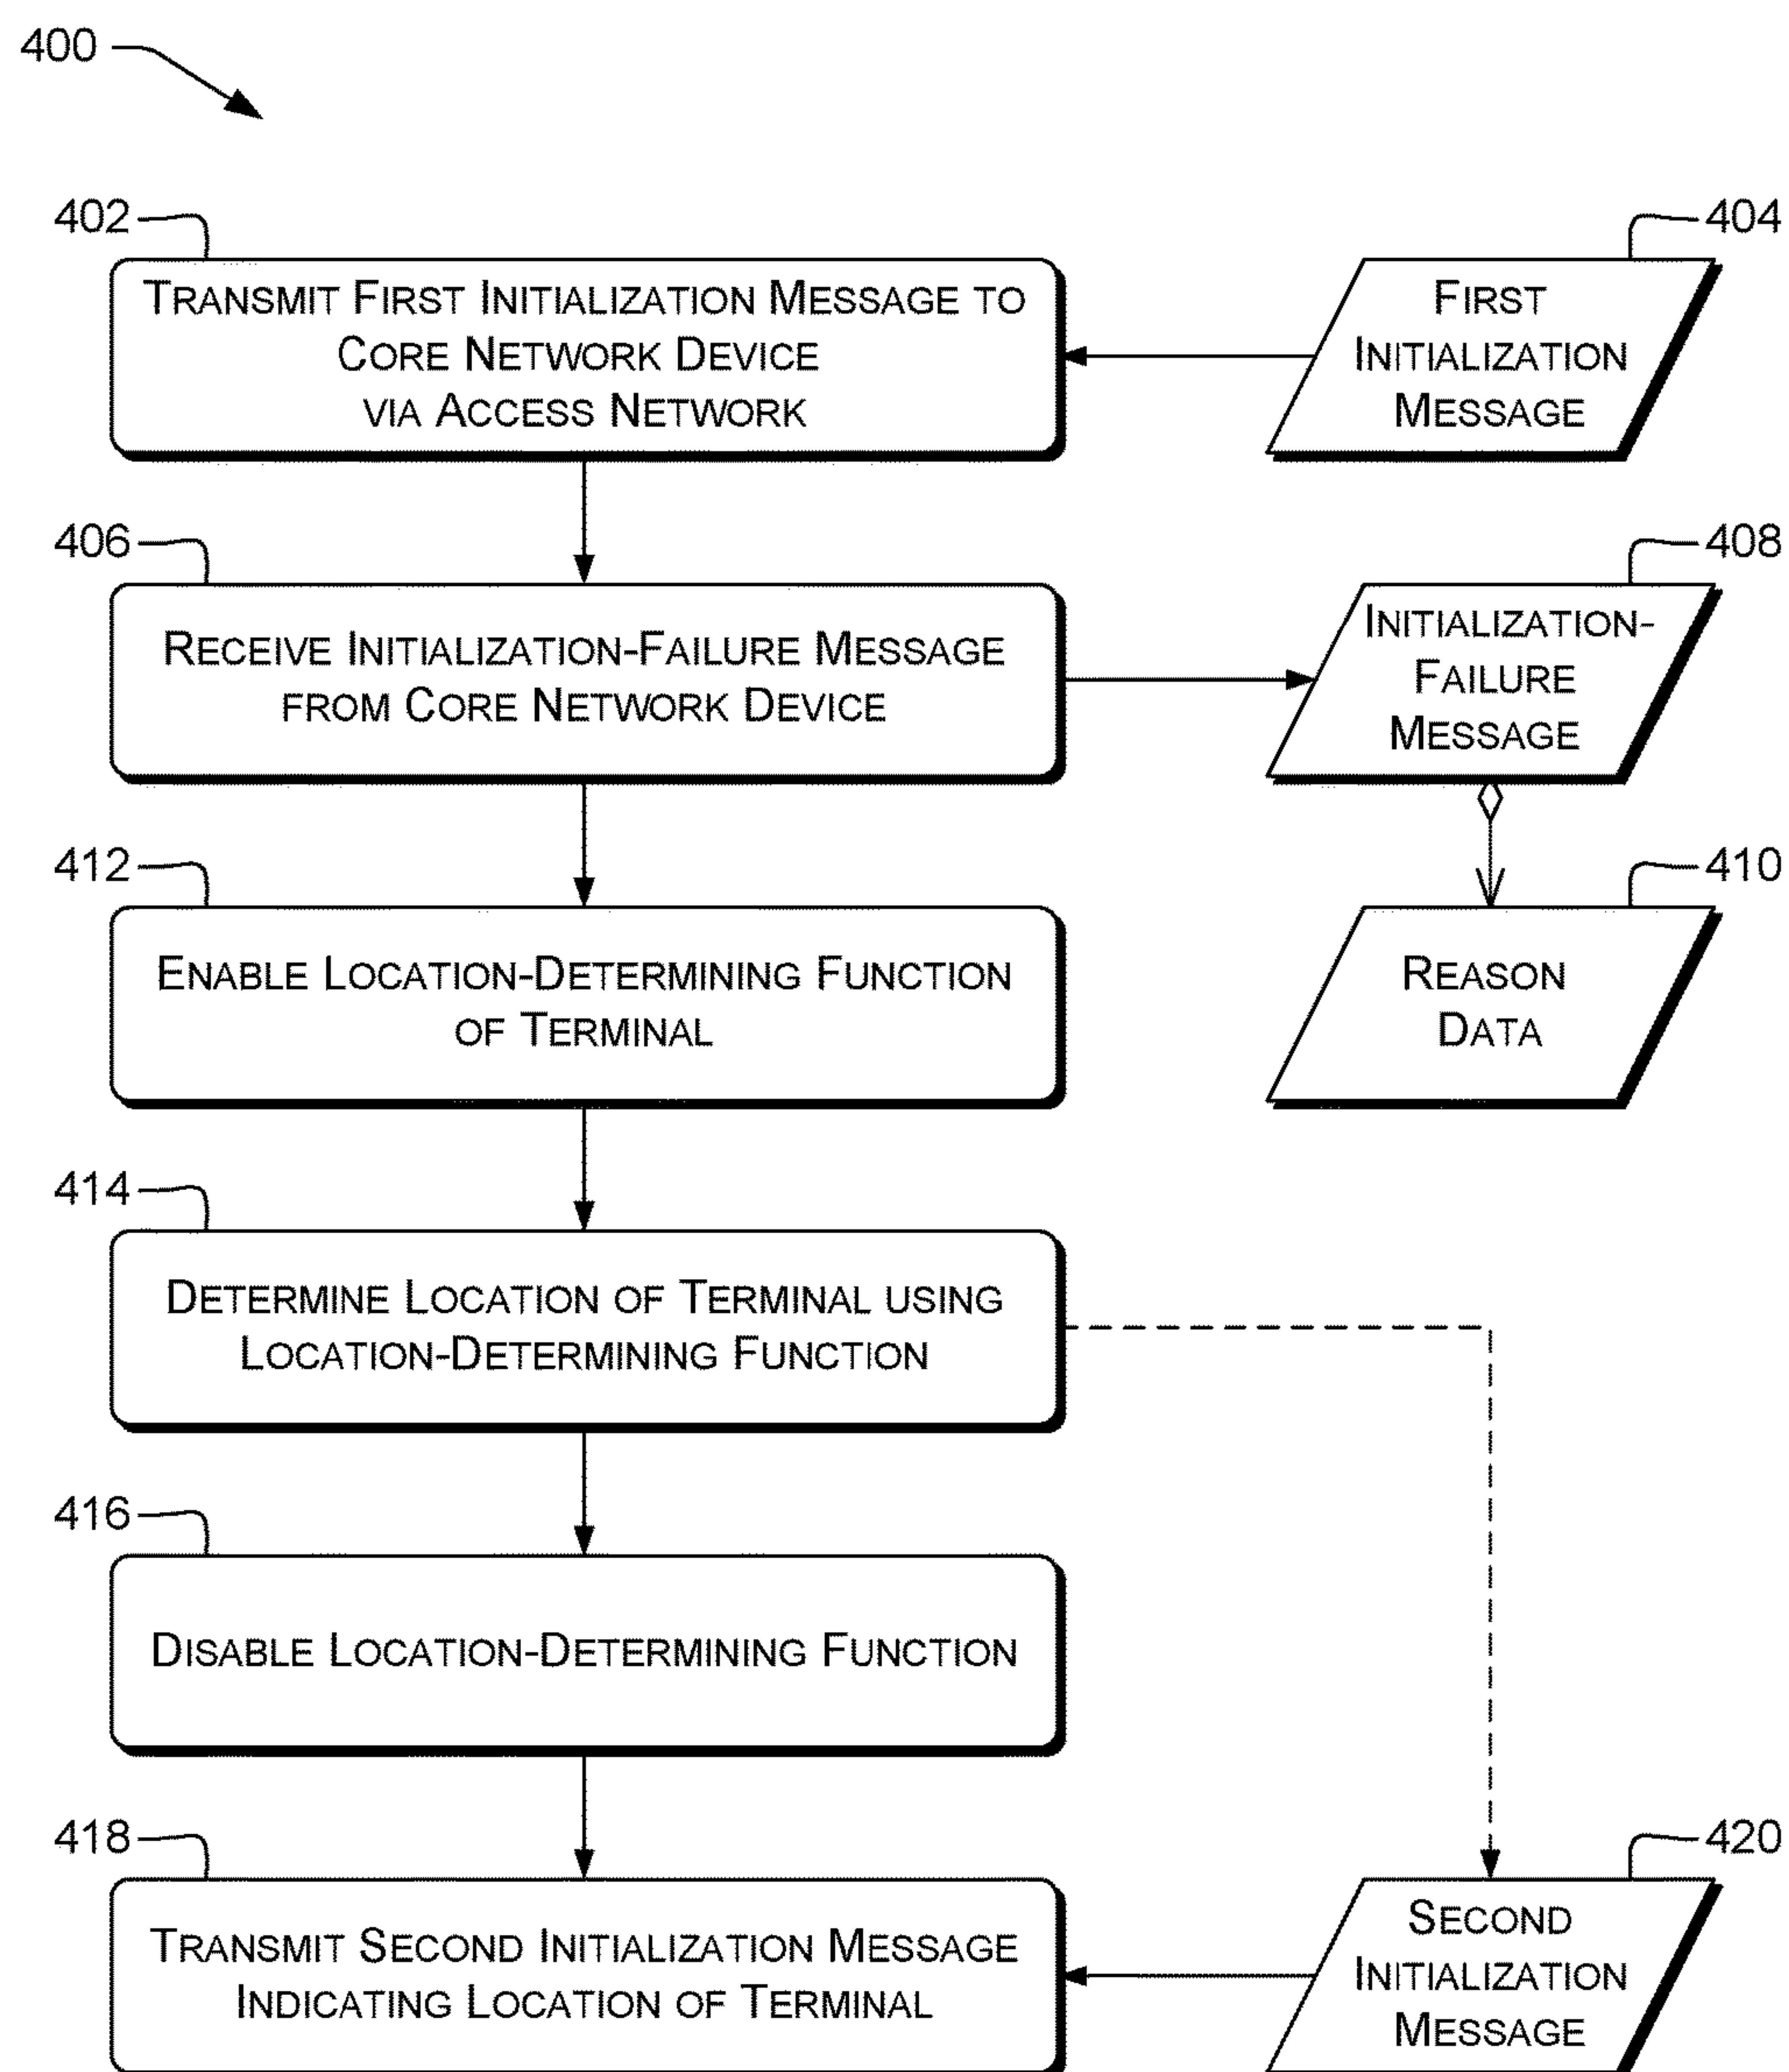 400
402
TRANSMIT FIRST INITIALIZATION MESSAGE TO
CORE NETWORK DEVICE
VIA ACCESS NETWORK
404
FIRST
INITIALIZATION
MESSAGE
406
RECEIVE INITIALIZATION-FAILURE MESSAGE
FROM CORE NETWORK DEVICE
408
INITIALIZATION-
FAILURE
MESSAGE
412
ENABLE LOCATION-DETERMINING FUNCTION
OF TERMINAL
410
REASON
DATA
414
DETERMINE LOCATION OF TERMINAL USING
LOCATION-DETERMINING FUNCTION
416
DISABLE LOCATION-DETERMINING FUNCTION
418
TRANSMIT SECOND INITIALIZATION MESSAGE
INDICATING LOCATION OF TERMINAL
420
SECOND
INITIALIZATION
MESSAGE